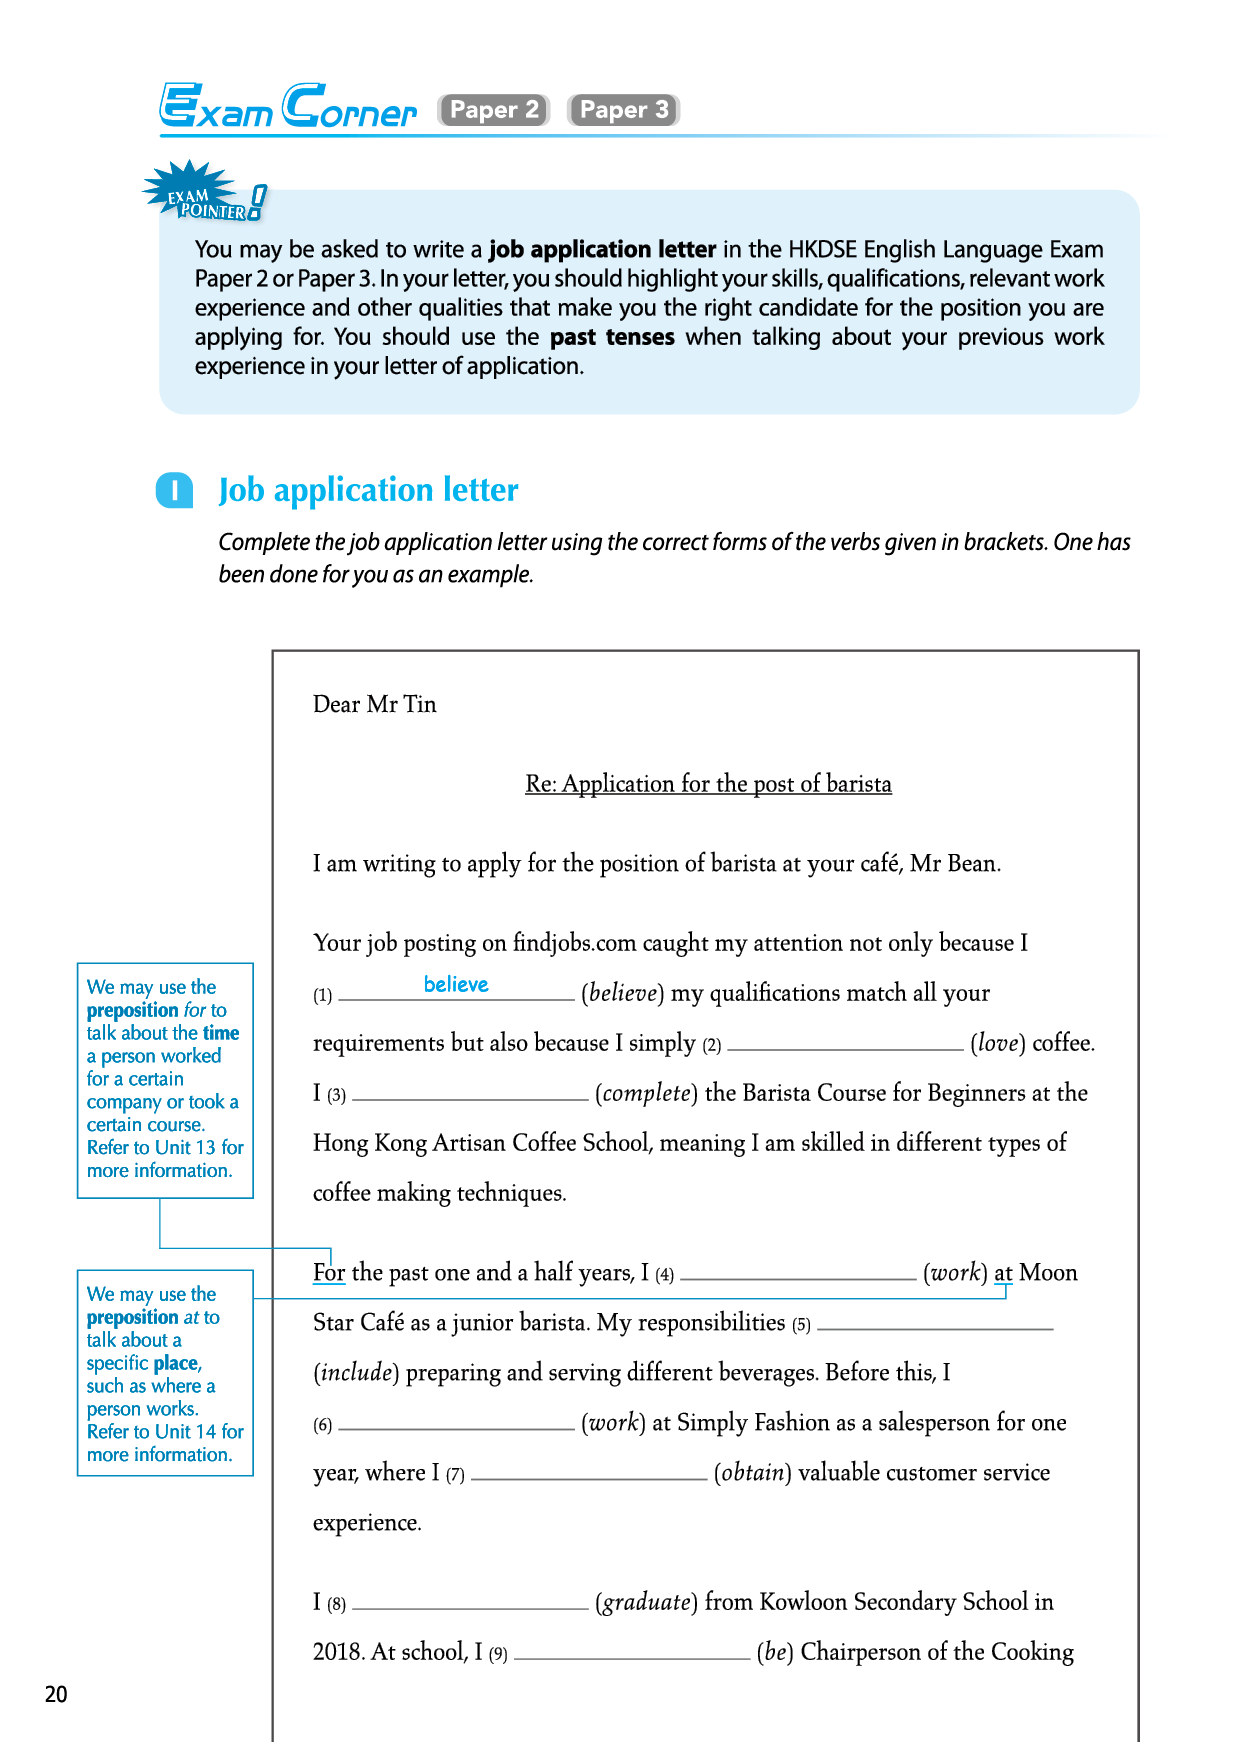 Exam Corner Paper 2 Paper 3
EXAM
POINTER!
You may be asked to write a job application letter in the HKDSE English Language Exam
Paper 2 or Paper 3. In your letter, you should highlight your skills, qualifications, relevant work
experience and other qualities that make you the right candidate for the position you are
applying for. You should use the past tenses when talking about your previous work
experience in your letter of application.
1 Job application letter
Complete the job application letter using the correct forms of the verbs given in brackets. One has
been done for you as an example.
Dear Mr Tin
Re: Application for the post of barista
I am writing to apply for the position of barista at your café, Mr Bean.
Your job posting on findjobs.com caught my attention not only because I
(1) believe (believe) my qualifications match all your
requirements but also because I simply (2) ____ (love) coffee.
I (3) ____ (complete) the Barista Course for Beginners at the
Hong Kong Artisan Coffee School, meaning I am skilled in different types of
coffee making techniques.
We may use the
preposition for to
talk about the time
a person worked
for a certain
company or took a
certain course.
Refer to Unit 13 for
more information.
For the past one and a half years, I (4) ____ (work) at Moon
Star Café as a junior barista. My responsibilities (5) ____
(include) preparing and serving different beverages. Before this, I
(6) ____ (work) at Simply Fashion as a salesperson for one
year, where I (7) ____ (obtain) valuable customer service
experience.
We may use the
preposition at to
talk about a
specific place,
such as where a
person works.
Refer to Unit 14 for
more information.
I (8) ____ (graduate) from Kowloon Secondary School in
2018. At school, I (9) ____ (be) Chairperson of the Cooking
20